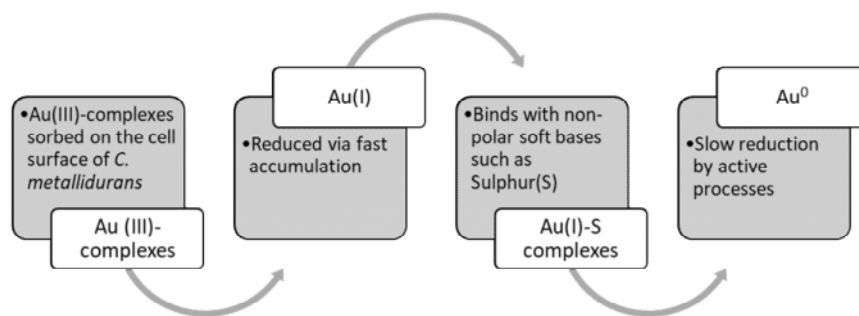 •Au(III)-complexes
sorbed on the cell
surface of C.
metallidurans
Au (III)-
complexes
Au(I)
•Reduced via fast
accumulation
•Binds with non-
polar soft bases
such as
Sulphur(S)
Au(I)-S
complexes
Au⁰
•Slow reduction
by active
processes